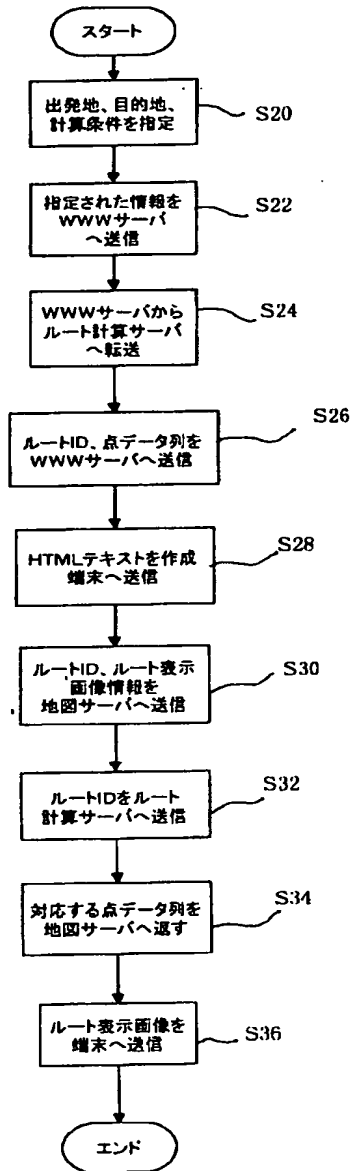 スタート
出発地、目的地、
計算条件を指定
S20
指定された情報を
WWWサーバ
へ送信
S22
WWWサーバから
ルート計算サーバ
へ転送
S24
ルートID、点データ列を
WWWサーバへ送信
S26
HTMLテキストを作成
端末へ送信
S28
ルートID、ルート表示
画像情報を
地図サーバへ送信
S30
ルートIDをルート
計算サーバへ送信
S32
対応する点データ列を
地図サーバへ返す
S34
ルート表示画像を
端末へ送信
S36
エンド